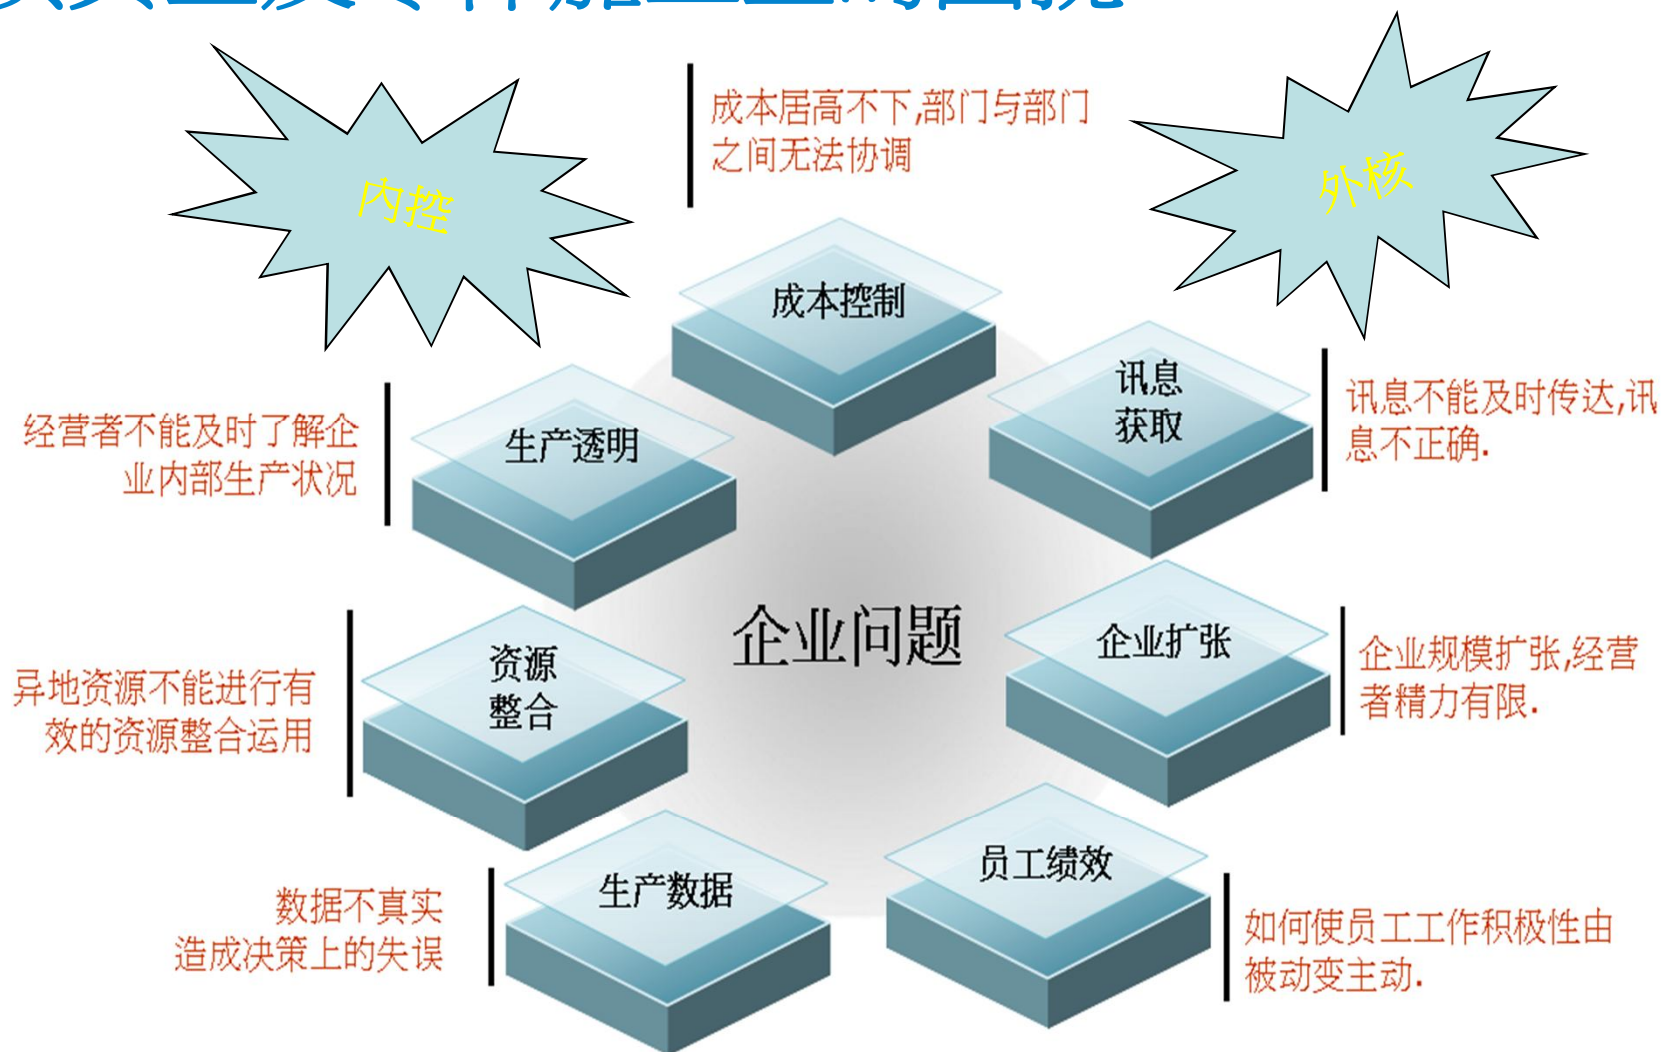 内控
外核
成本居高不下,部门与部门
之间无法协调
成本控制
讯息
获取
讯息不能及时传达,讯
息不正确.
经营者不能及时了解企
业内部生产状况
生产透明
企业问题
企业扩张
企业规模扩张,经营
者精力有限.
异地资源不能进行有
效的资源整合运用
资源
整合
数据不真实
造成决策上的失误
生产数据
员工绩效
如何使员工工作积极性由
被动变主动.